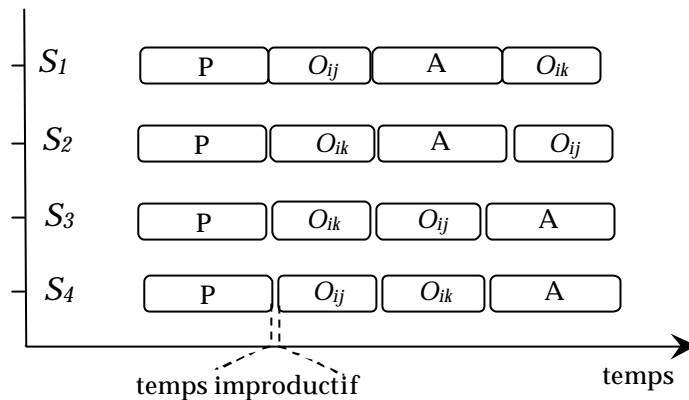 S1 P Oij A Oik
S2 P Oik A Oij
S3 P Oik Oij A
S4 P Oij Oik A
temps improductif
temps